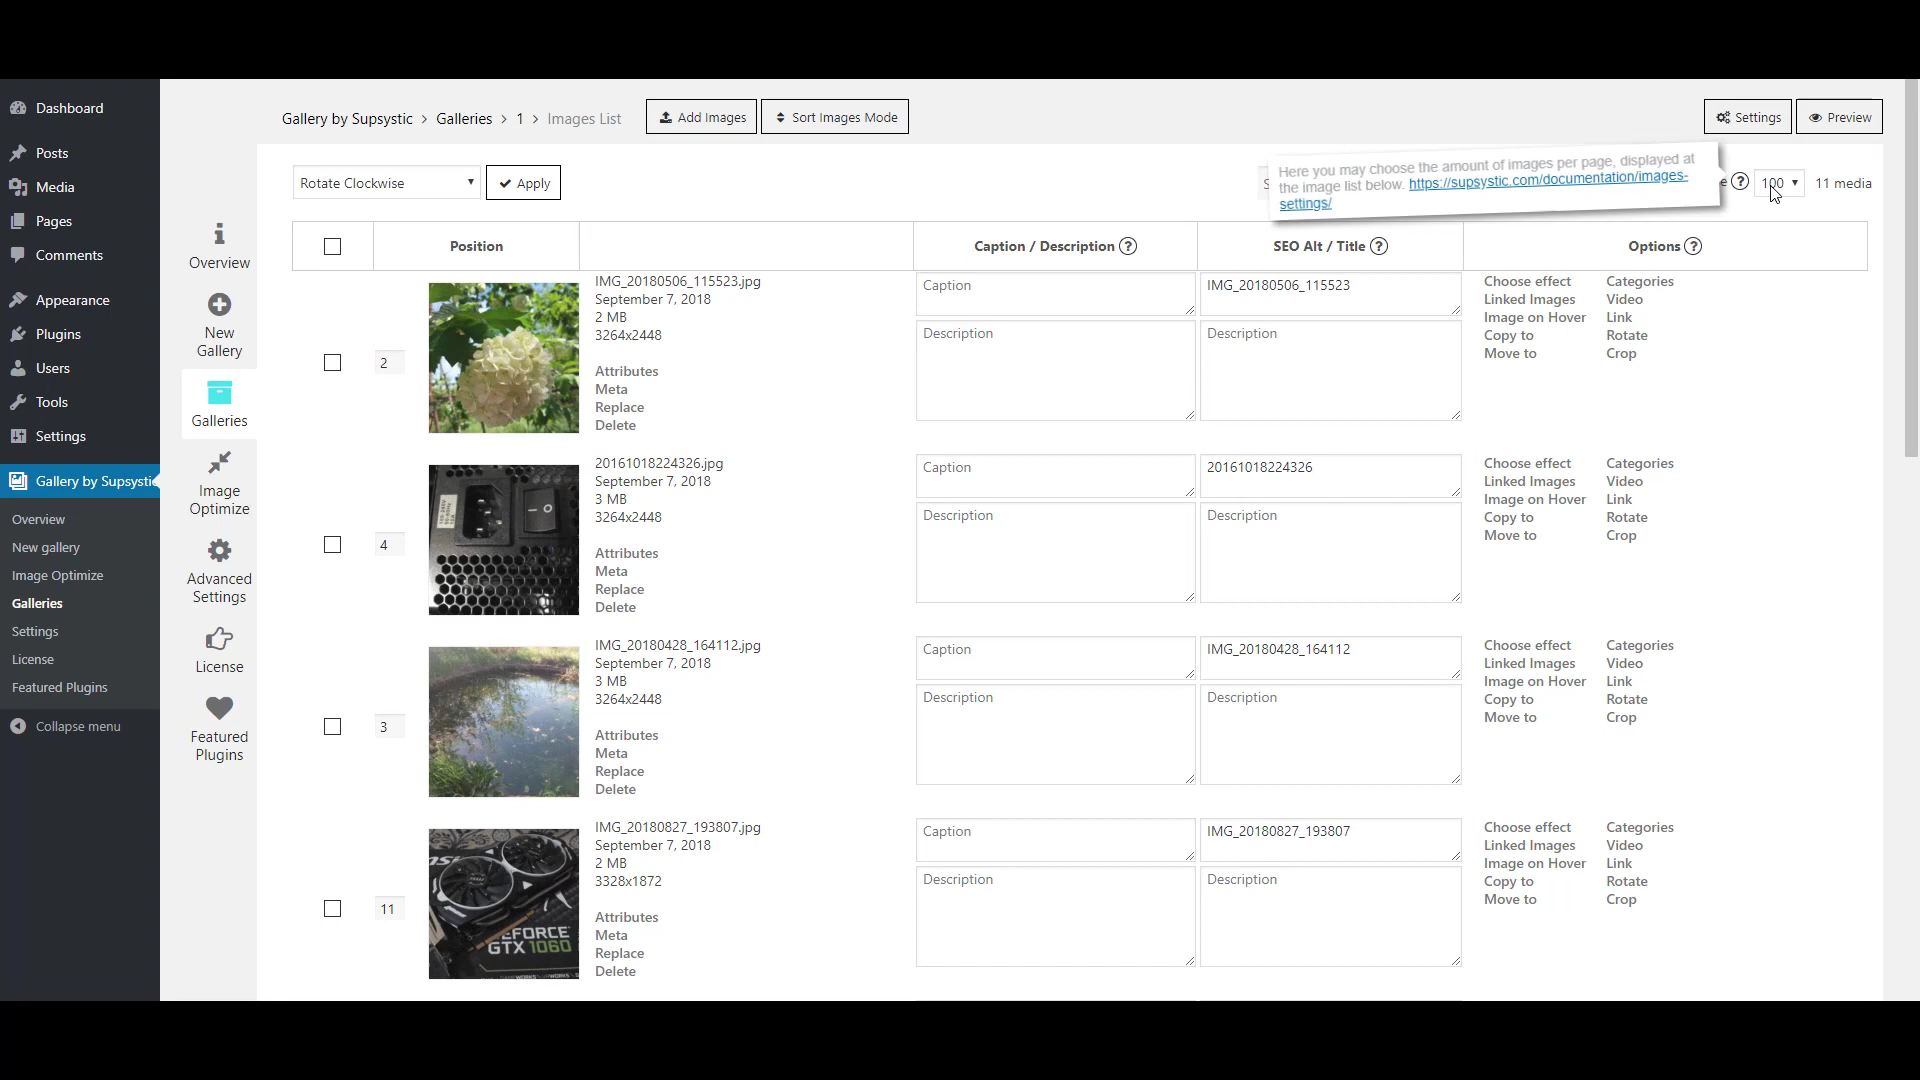 Dashboard
Posts
Media
Pages
Comments
Appearance
Plugins
Users
Tools
Settings
Gallery by Supsystic
Overview
New gallery
Image Optimize
Galleries
Settings
License
Featured Plugins
Collapse menu
Overview
New
Gallery
Galleries
Image
Optimize
Advanced
Settings
License
Featured
Plugins
Gallery by Supsystic > Galleries > 1 > Images List
Add Images
Sort Images Mode
Settings
Preview
Rotate Clockwise
Apply
Here you may choose the amount of images per page, displayed at
the image list below. https://supsystic.com/documentation/images-
settings/
100
11 media
Position
Caption / Description
SEO Alt / Title
Options
2
IMG_20180506_115523.jpg
September 7, 2018
2 MB
3264x2448
Attributes
Meta
Replace
Delete
Caption
Description
IMG_20180506_115523
Description
Choose effect
Linked Images
Image on Hover
Copy to
Move to
Categories
Video
Link
Rotate
Crop
4
20161018224326.jpg
September 7, 2018
3 MB
3264x2448
Attributes
Meta
Replace
Delete
Caption
Description
20161018224326
Description
Choose effect
Linked Images
Image on Hover
Copy to
Move to
Categories
Video
Link
Rotate
Crop
3
IMG_20180428_164112.jpg
September 7, 2018
3 MB
3264x2448
Attributes
Meta
Replace
Delete
Caption
Description
IMG_20180428_164112
Description
Choose effect
Linked Images
Image on Hover
Copy to
Move to
Categories
Video
Link
Rotate
Crop
11
EFORCE
GTX 1060
IMG_20180827_193807.jpg
September 7, 2018
2 MB
3328x1872
Attributes
Meta
Replace
Delete
Caption
Description
IMG_20180827_193807
Description
Choose effect
Linked Images
Image on Hover
Copy to
Move to
Categories
Video
Link
Rotate
Crop